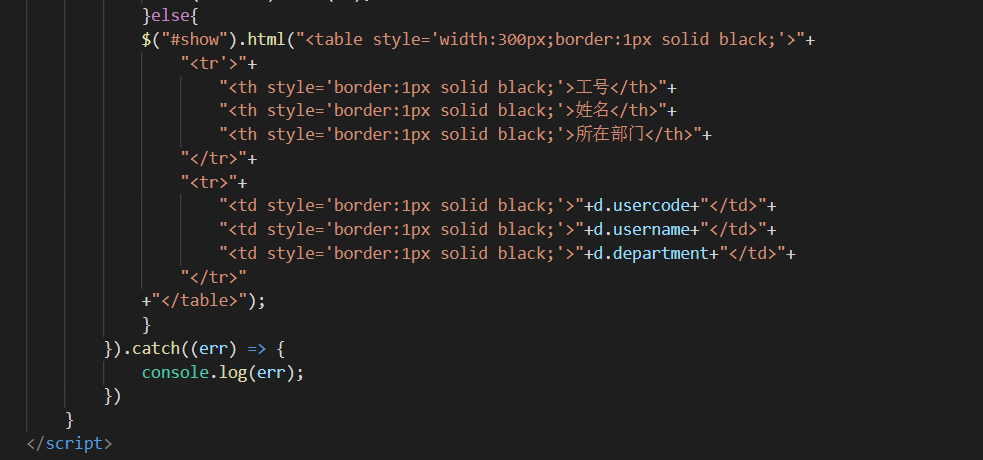 }else{
$("#show").html("<table style='width:300px;border:1px solid black;'>"+
"<tr'>"+
"<th style='border:1px solid black;'>工号</th>"+
"<th style='border:1px solid black;'>姓名</th>"+
"<th style='border:1px solid black;'>所在部门</th>"+
"</tr>"+
"<tr>"+
"<td style='border:1px solid black;'>"+d.usercode+"</td>"+
"<td style='border:1px solid black;'>"+d.username+"</td>"+
"<td style='border:1px solid black;'>"+d.department+"</td>"+
"</tr>"
+"</table>");
}
}).catch((err) => {
console.log(err);
})
}
</script>